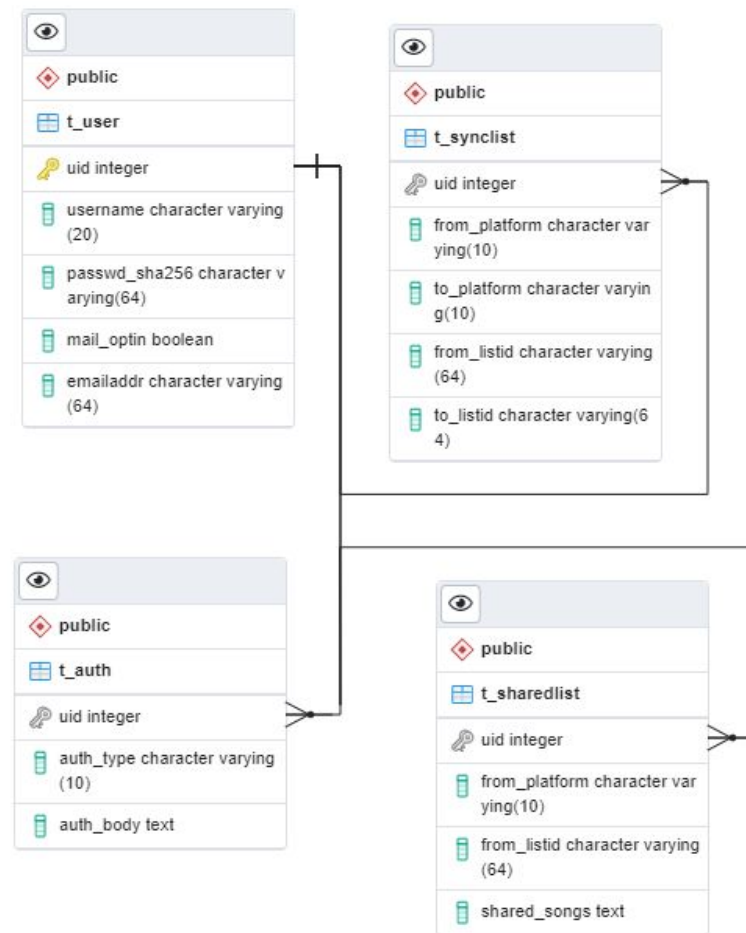 public
t_user
uid integer
username character varying
(20)
passwd_sha256 character v
arying(64)
mail_optin boolean
emailaddr character varying
(64)
public
t_synclist
uid integer
from_platform character var
ying(10)
to_platform character varyin
g(10)
from_listid character varying
(64)
to_listid character varying(6
4)
public
t_auth
uid integer
auth_type character varying
(10)
auth_body text
public
t_sharedlist
uid integer
from_platform character var
ying(10)
from_listid character varying
(64)
shared_songs text